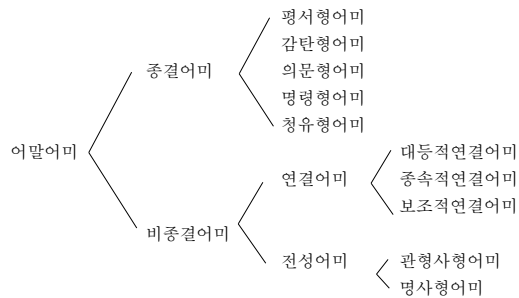 평서형어미
감탄형어미
종결어미
의문형어미
명령형어미
청유형어미
어말어미
대등적연결어미
연결어미
종속적연결어미
보조적연결어미
비종결어미
전성어미
관형사형어미
명사형어미